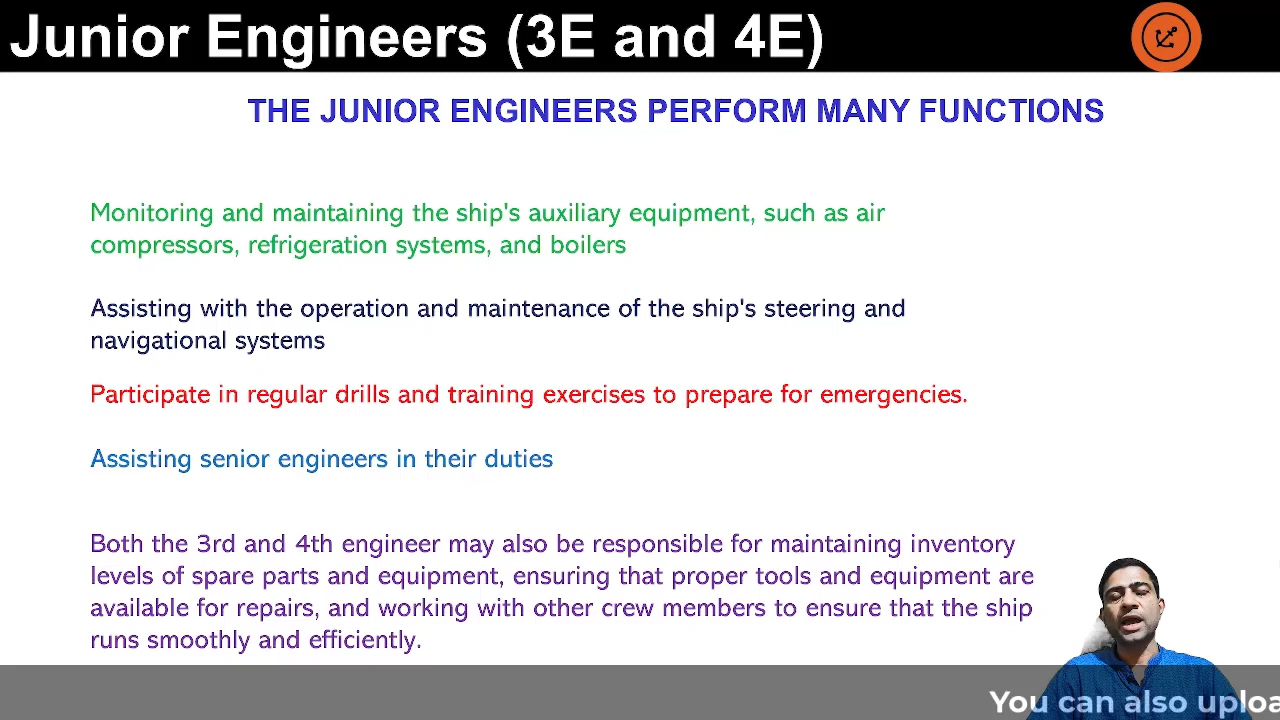 Junior Engineers (3E and 4E)
THE JUNIOR ENGINEERS PERFORM MANY FUNCTIONS
Monitoring and maintaining the ship's auxiliary equipment, such as air
compressors, refrigeration systems, and boilers
Assisting with the operation and maintenance of the ship's steering and
navigational systems
Participate in regular drills and training exercises to prepare for emergencies.
Assisting senior engineers in their duties
Both the 3rd and 4th engineer may also be responsible for maintaining inventory
levels of spare parts and equipment, ensuring that proper tools and equipment are
available for repairs, and working with other crew members to ensure that the ship
runs smoothly and efficiently.
You can also uploa